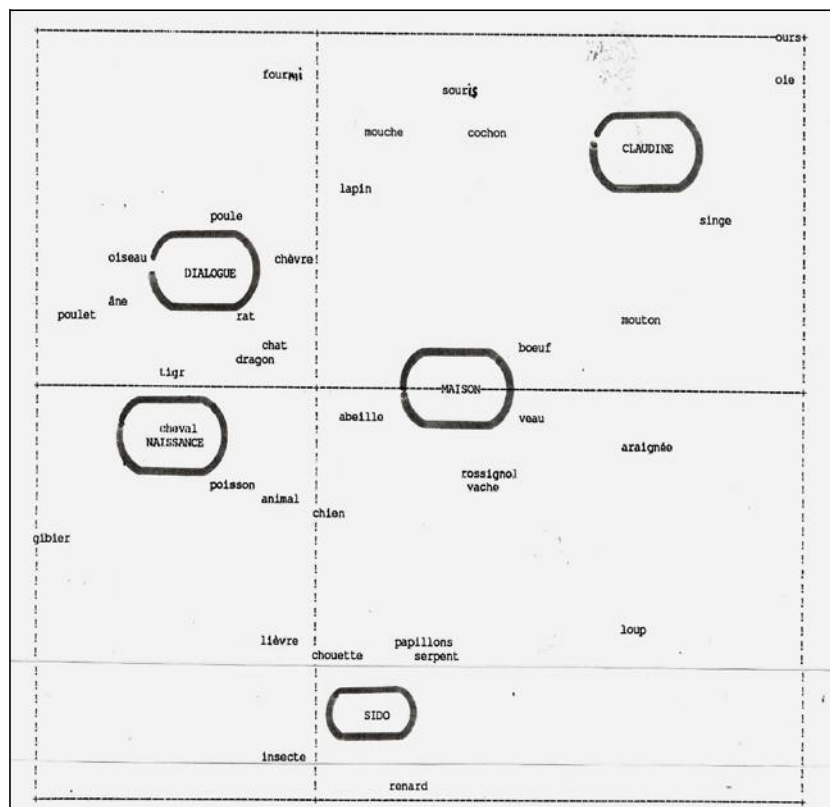 ours
fourmi
oie
souris
mouche cochon
CLAUDINE
lapin
poule
singe
oiseau
chèvre
DIALOGUE
âne
poulet
rat
mouton
chat
boeuf
dragon
tigr
MAISON
abeille
veau
cheval
NAISSANCE
araignée
rossignol
poisson
vache
animal
chien
gibier
loup
lièvre
papillons
chouette
serpent
SIDO
insecte
renard